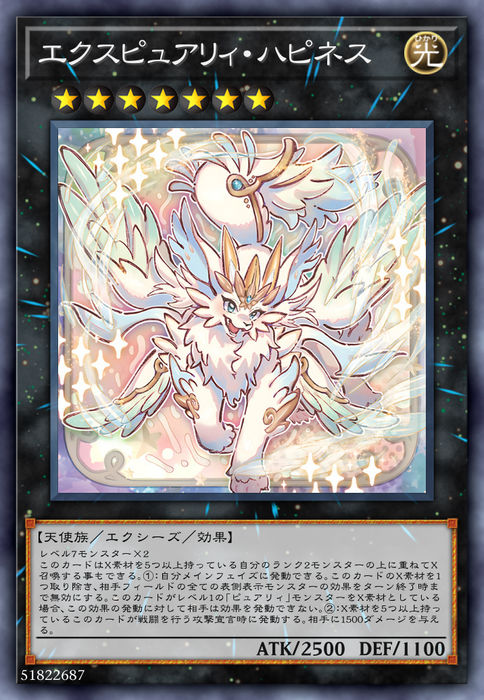 エクスピュアリィ・ハピネス
ひかり
光
【天使族／エクシーズ／効果】
レベル7モンスター×2
このカードはX素材を5つ以上持っている自分のランク2モンスターの上に重ねてX
召喚する事もできる。①：自分メインフェイズに発動できる。このカードのX素材を1
つ取り除き、相手フィールドの全ての表側表示モンスターの効果をターン終了時ま
で無効にする。このカードがレベル1の「ピュアリィ」モンスターをX素材としている
場合、この効果の発動に対して相手は効果を発動できない。②：X素材を5つ以上持っ
ているこのカードが戦闘を行う攻撃宣言時に発動する。相手に1500ダメージを与え
る。
ATK/2500 DEF/1100
51822687